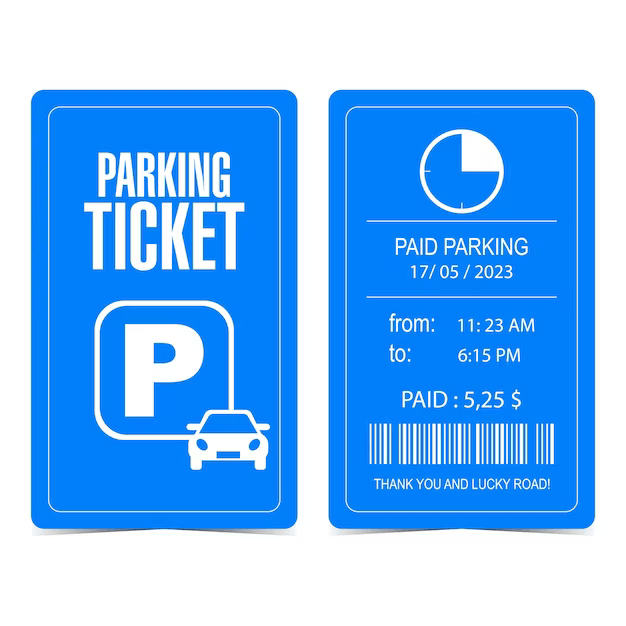 PARKING
TICKET
P
PAID PARKING
17/ 05 / 2023
from: 11: 23 AM
to: 6:15 PM
PAID : 5,25 $
THANK YOU AND LUCKY ROAD!